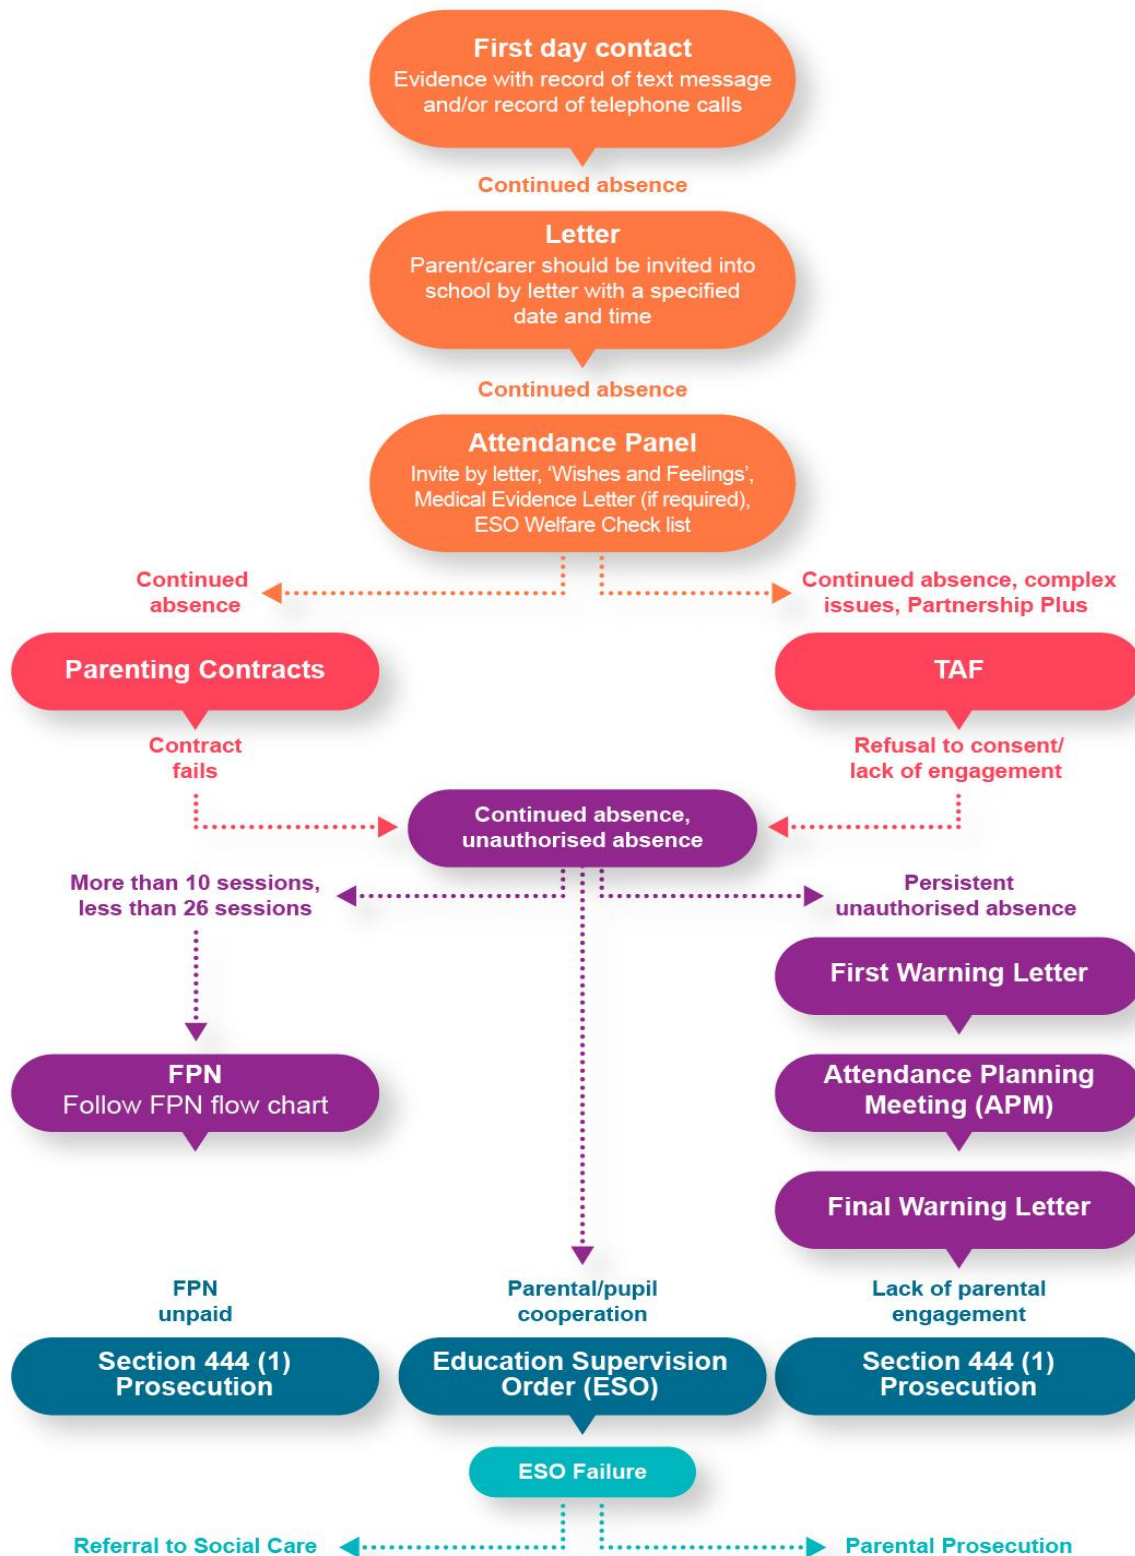 First day contact
Evidence with record of text message
and/or record of telephone calls
Continued absence
Letter
Parent/carer should be invited into
school by letter with a specified
date and time
Continued absence
Attendance Panel
Invite by letter, ‘Wishes and Feelings’,
Medical Evidence Letter (if required),
ESO Welfare Check list
Continued
absence
Continued absence, complex
issues, Partnership Plus
Parenting Contracts
TAF
Contract
fails
Refusal to consent/
lack of engagement
Continued absence,
unauthorised absence
More than 10 sessions,
less than 26 sessions
Persistent
unauthorised absence
First Warning Letter
FPN
Follow FPN flow chart
Attendance Planning
Meeting (APM)
Final Warning Letter
FPN
unpaid
Parental/pupil
cooperation
Lack of parental
engagement
Section 444 (1)
Prosecution
Education Supervision
Order (ESO)
Section 444 (1)
Prosecution
ESO Failure
Referral to Social Care
Parental Prosecution